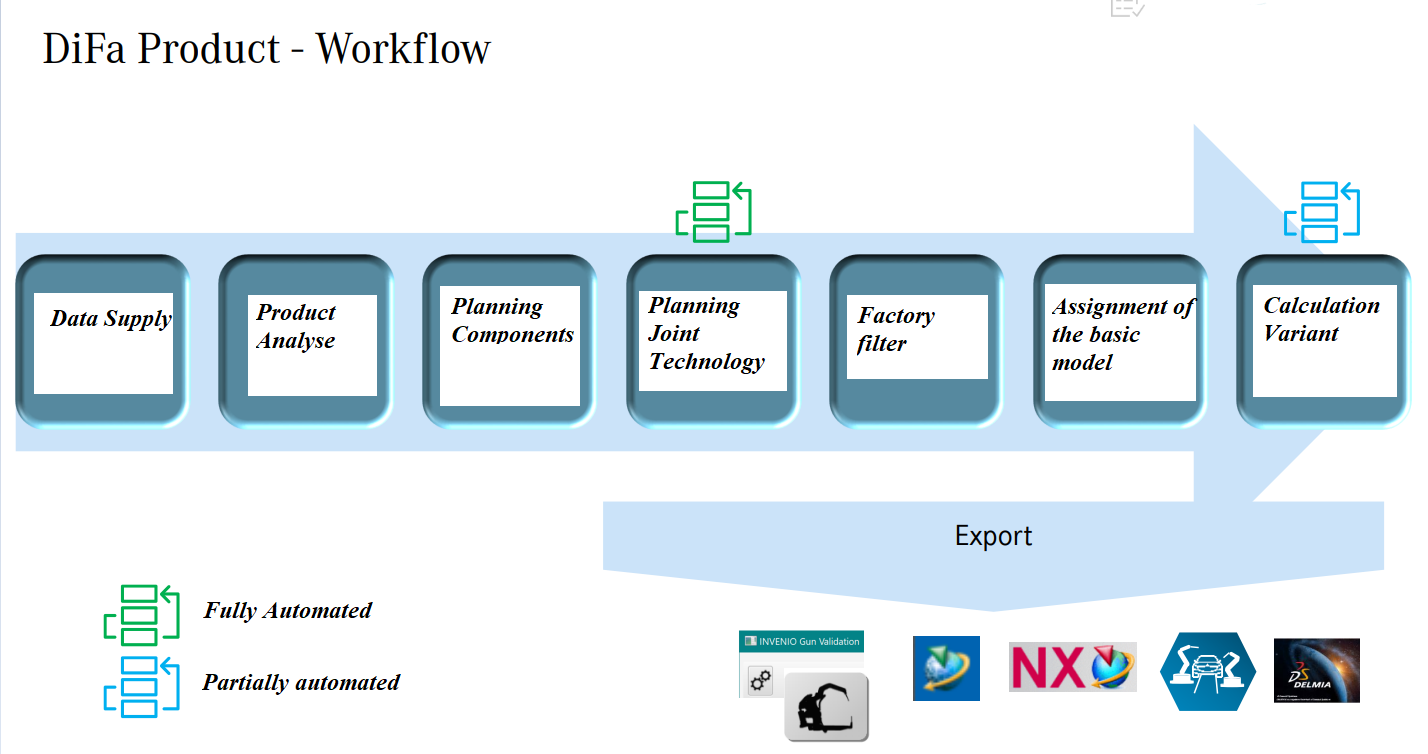 DiFa Product - Workflow
Data Supply
Product
Analyse
Planning
Components
Planning
Joint
Technology
Factory
filter
Assignment of
the basic
model
Calculation
Variant
Export
Fully Automated
Partially automated
INVENIO Gun Validation
NX
DS
DELMIA